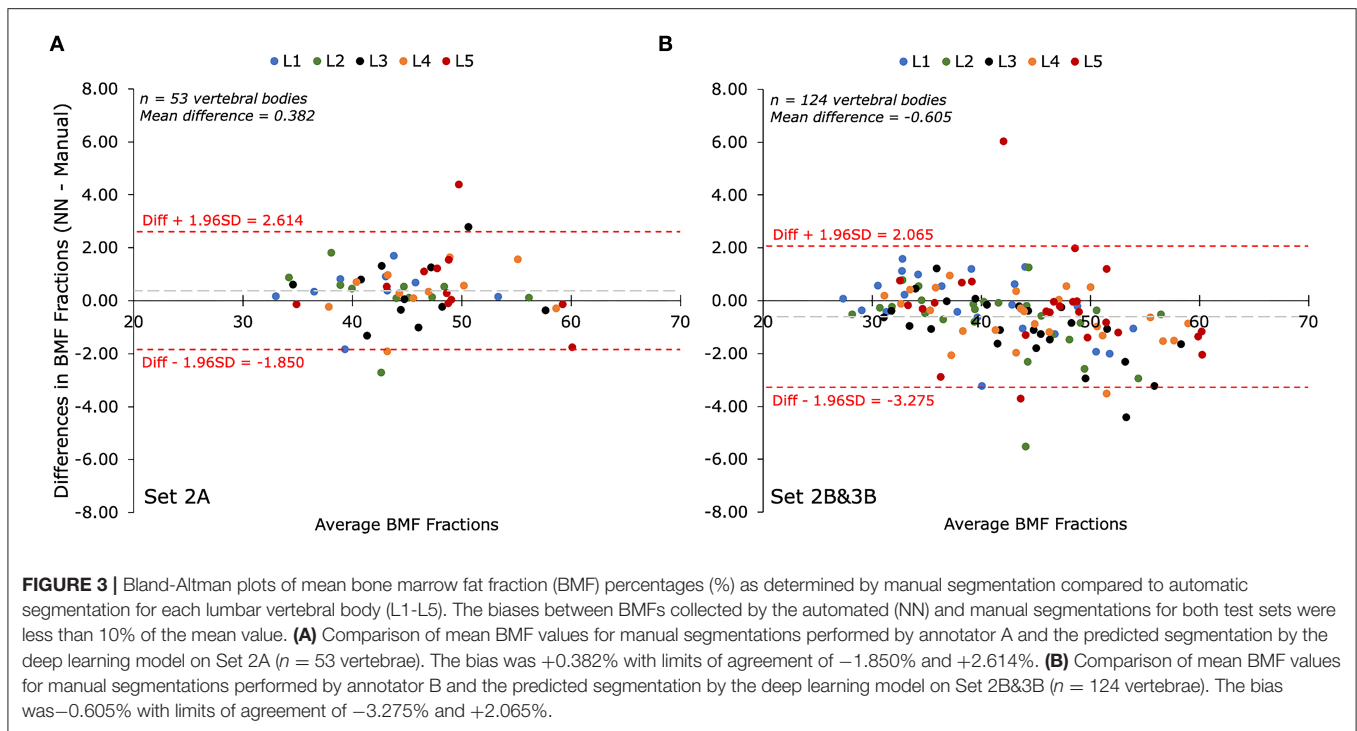 A
L1 L2 L3 L4 L5
n = 53 vertebral bodies
Mean difference = 0.382
Differences in BMF Fractions (NN - Manual)
8.00
6.00
4.00
2.00
0.00
-2.00
-4.00
-6.00
-8.00
Diff + 1.96SD = 2.614
20 30 40 50 60 70
Diff - 1.96SD = -1.850
Set 2A
Average BMF Fractions
B
L1 L2 L3 L4 L5
n = 124 vertebral bodies
Mean difference = -0.605
8.00
6.00
4.00
2.00
0.00
-2.00
-4.00
-6.00
-8.00
Diff + 1.96SD = 2.065
20 30 40 50 60 70
Diff - 1.96SD = -3.275
Set 2B&3B
Average BMF Fractions
FIGURE 3 | Bland-Altman plots of mean bone marrow fat fraction (BMF) percentages (%) as determined by manual segmentation compared to automatic
segmentation for each lumbar vertebral body (L1-L5). The biases between BMFs collected by the automated (NN) and manual segmentations for both test sets were
less than 10% of the mean value. (A) Comparison of mean BMF values for manual segmentations performed by annotator A and the predicted segmentation by the
deep learning model on Set 2A (n = 53 vertebrae). The bias was +0.382% with limits of agreement of −1.850% and +2.614%. (B) Comparison of mean BMF values
for manual segmentations performed by annotator B and the predicted segmentation by the deep learning model on Set 2B&3B (n = 124 vertebrae). The bias
was−0.605% with limits of agreement of −3.275% and +2.065%.